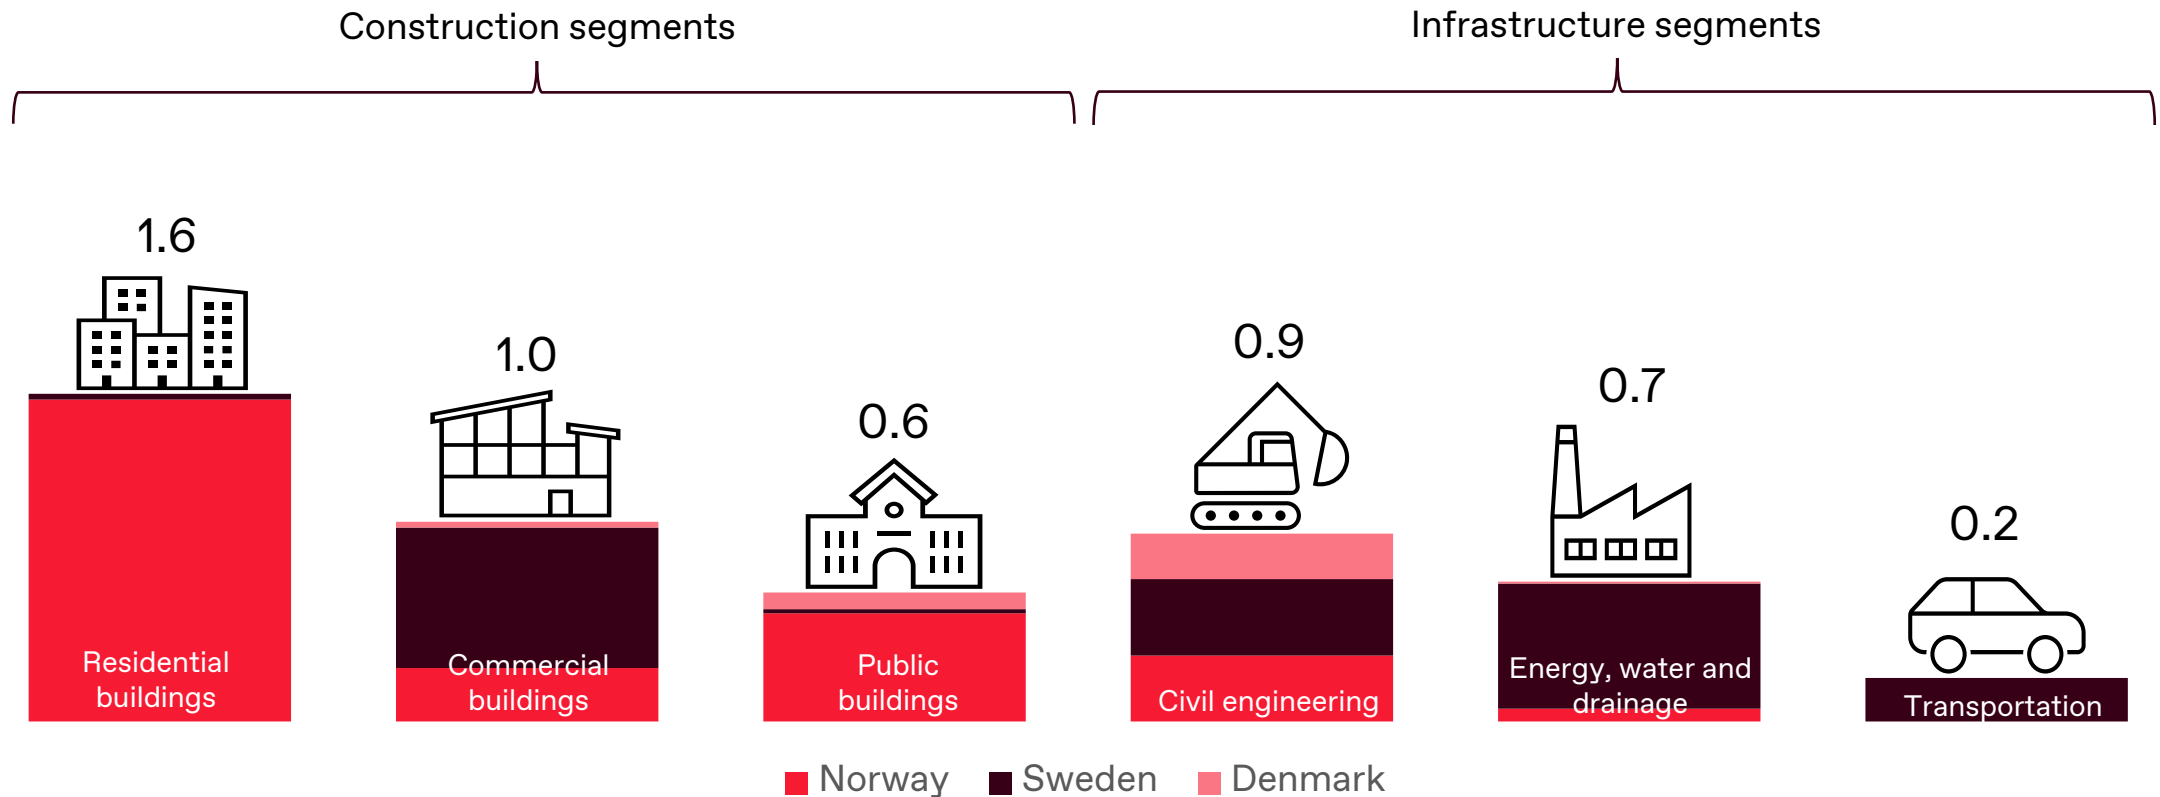 Construction segments
Infrastructure segments
1.6
1.0
0.6
0.9
0.7
0.2
Residential
buildings
Commercial
buildings
Public
buildings
Civil engineering
Energy, water and
drainage
Transportation
Norway
Sweden
Denmark